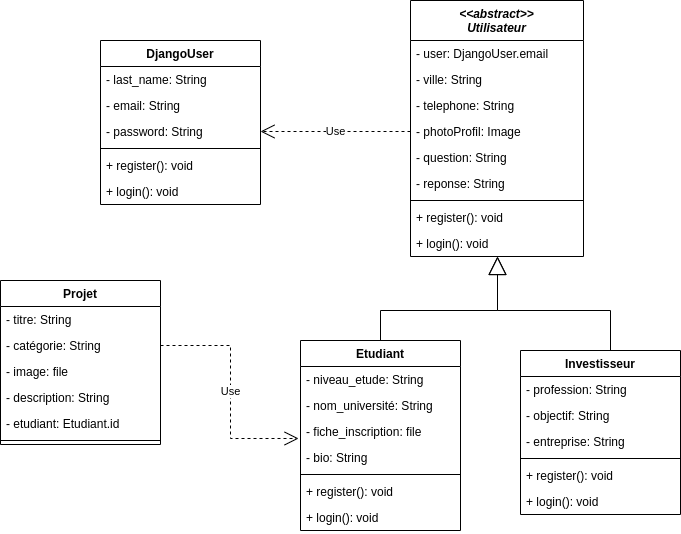 <<abstract>>
Utilisateur
- user: DjangoUser.email
- ville: String
- telephone: String
- photoProfil: Image
- question: String
- reponse: String
+ register(): void
+ login(): void
DjangoUser
- last_name: String
- email: String
- password: String
+ register(): void
+ login(): void
Use
Projet
- titre: String
- catégorie: String
- image: file
- description: String
- etudiant: Etudiant.id
Use
Etudiant
- niveau_etude: String
- nom_université: String
- fiche_inscription: file
- bio: String
+ register(): void
+ login(): void
Investisseur
- profession: String
- objectif: String
- entreprise: String
+ register(): void
+ login(): void